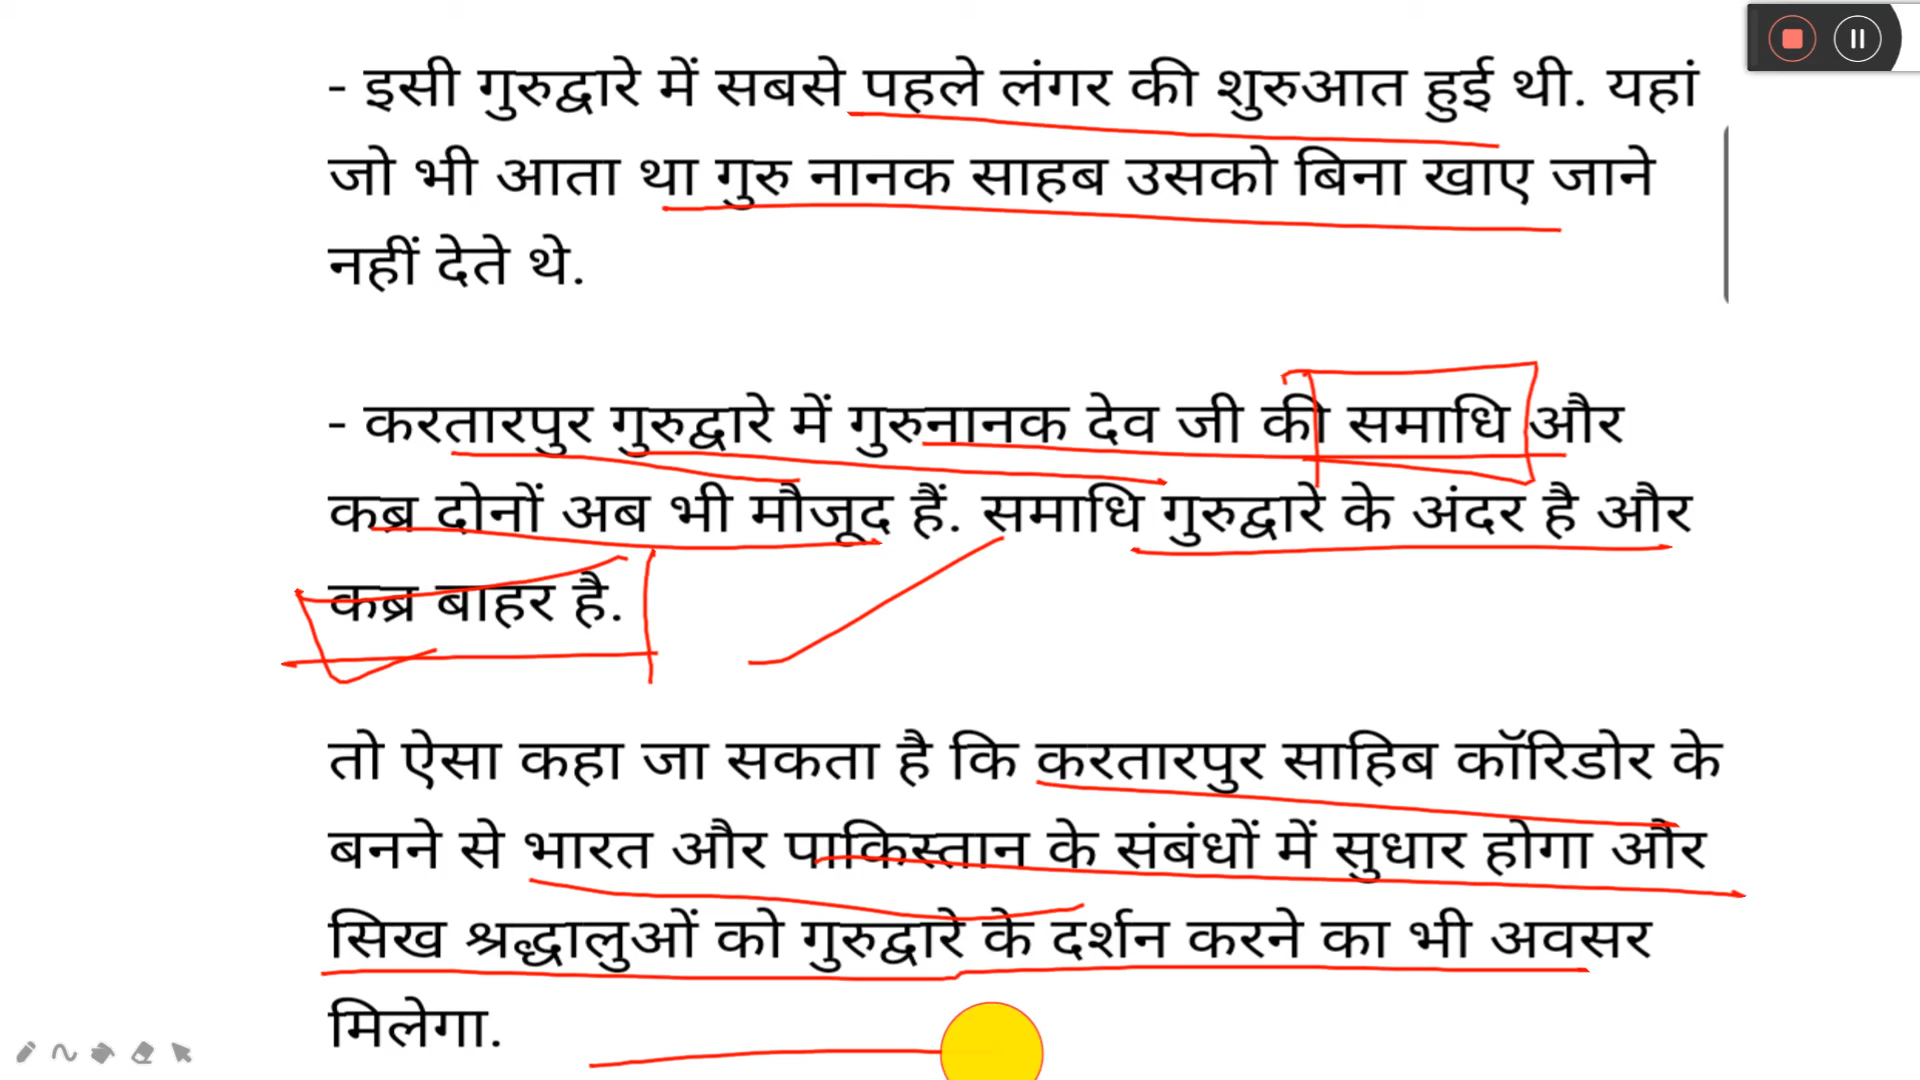 - इसी गुरुद्वारे में सबसे पहले लंगर की शुरुआत हुई थी. यहां
जो भी आता था गुरु नानक साहब उसको बिना खाए जाने
नहीं देते थे.
- करतारपुर गुरुद्वारे में गुरुनानक देव जी की समाधि और
कब्र दोनों अब भी मौजूद हैं. समाधि गुरुद्वारे के अंदर है और
कब्र बाहर है.
तो ऐसा कहा जा सकता है कि करतारपुर साहिब कॉरिडोर के
बनने से भारत और पाकिस्तान के संबंधों में सुधार होगा और
सिख श्रद्धालुओं को गुरुद्वारे के दर्शन करने का भी अवसर
मिलेगा.